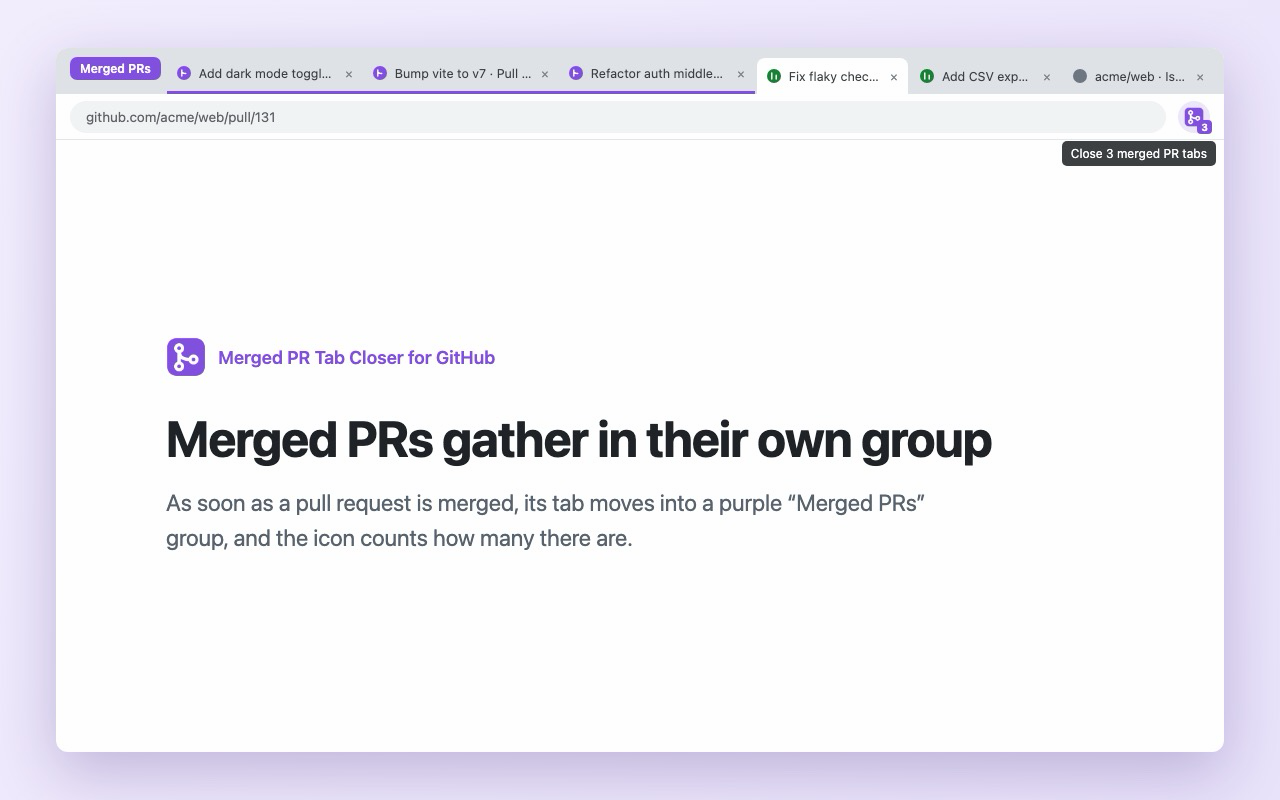 Merged PRs
Add dark mode toggl...
Bump vite to v7 · Pull ...
Refactor auth middle...
Fix flaky chec...
Add CSV exp...
acme/web · Is...
github.com/acme/web/pull/131
3
Close 3 merged PR tabs
Merged PR Tab Closer for GitHub
Merged PRs gather in their own group
As soon as a pull request is merged, its tab moves into a purple “Merged PRs”
group, and the icon counts how many there are.